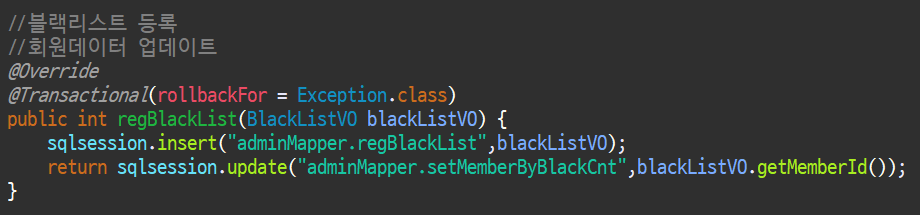 //블랙리스트 등록
//회원데이터 업데이트
@Override
@Transactional(rollbackFor = Exception.class)
public int regBlackList(BlackListVO blackListVO) {
    sqlsession.insert("adminMapper.regBlackList",blackListVO);
    return sqlsession.update("adminMapper.setMemberByBlackCnt",blackListVO.getMemberId());
}